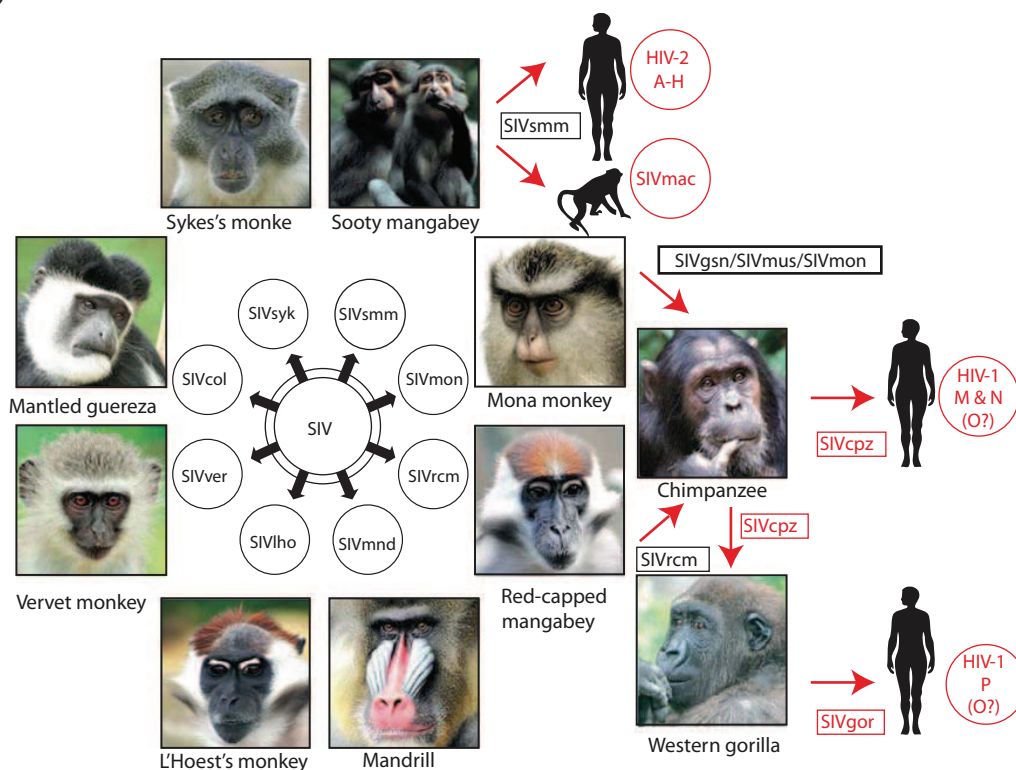 HIV-2
A-H
SIVsmm
SIVmac
Sykes's monke
Sooty mangabey
SIVgsn/SIVmus/SIVmon
SIVsyk
SIVsmm
SIVcol
SIVmon
Mantled guereza
Mona monkey
SIV
HIV-1
M & N
(O?)
SIVcpz
SIVver
SIVrcm
Chimpanzee
SIVcpz
SIVlho
SIVmnd
SIVrcm
Vervet monkey
Red-capped
mangabey
HIV-1
P
(O?)
SIVgor
L'Hoest's monkey
Mandrill
Western gorilla